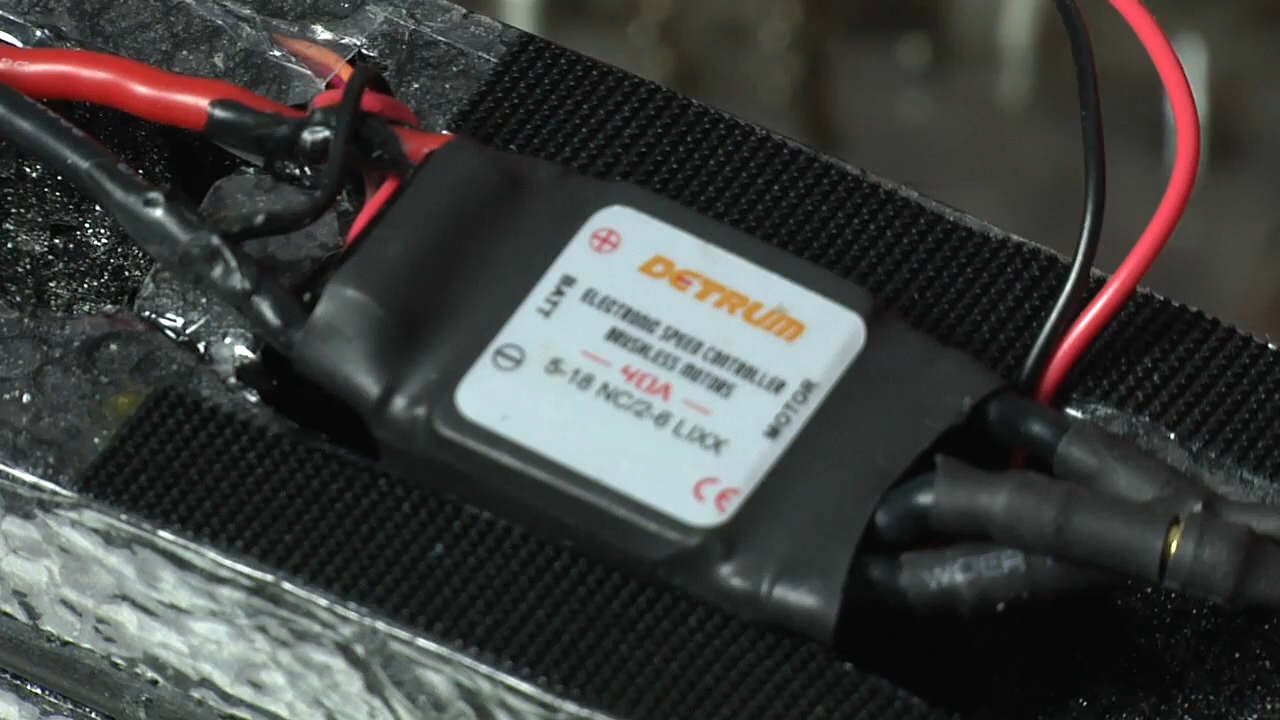 DETRUM
ELECTRONIC SPEED CONTROLLER
BRUSHLESS MOTORS
40A
5-18 NC/2-6 LIXX
BATT
MOTOR
CE